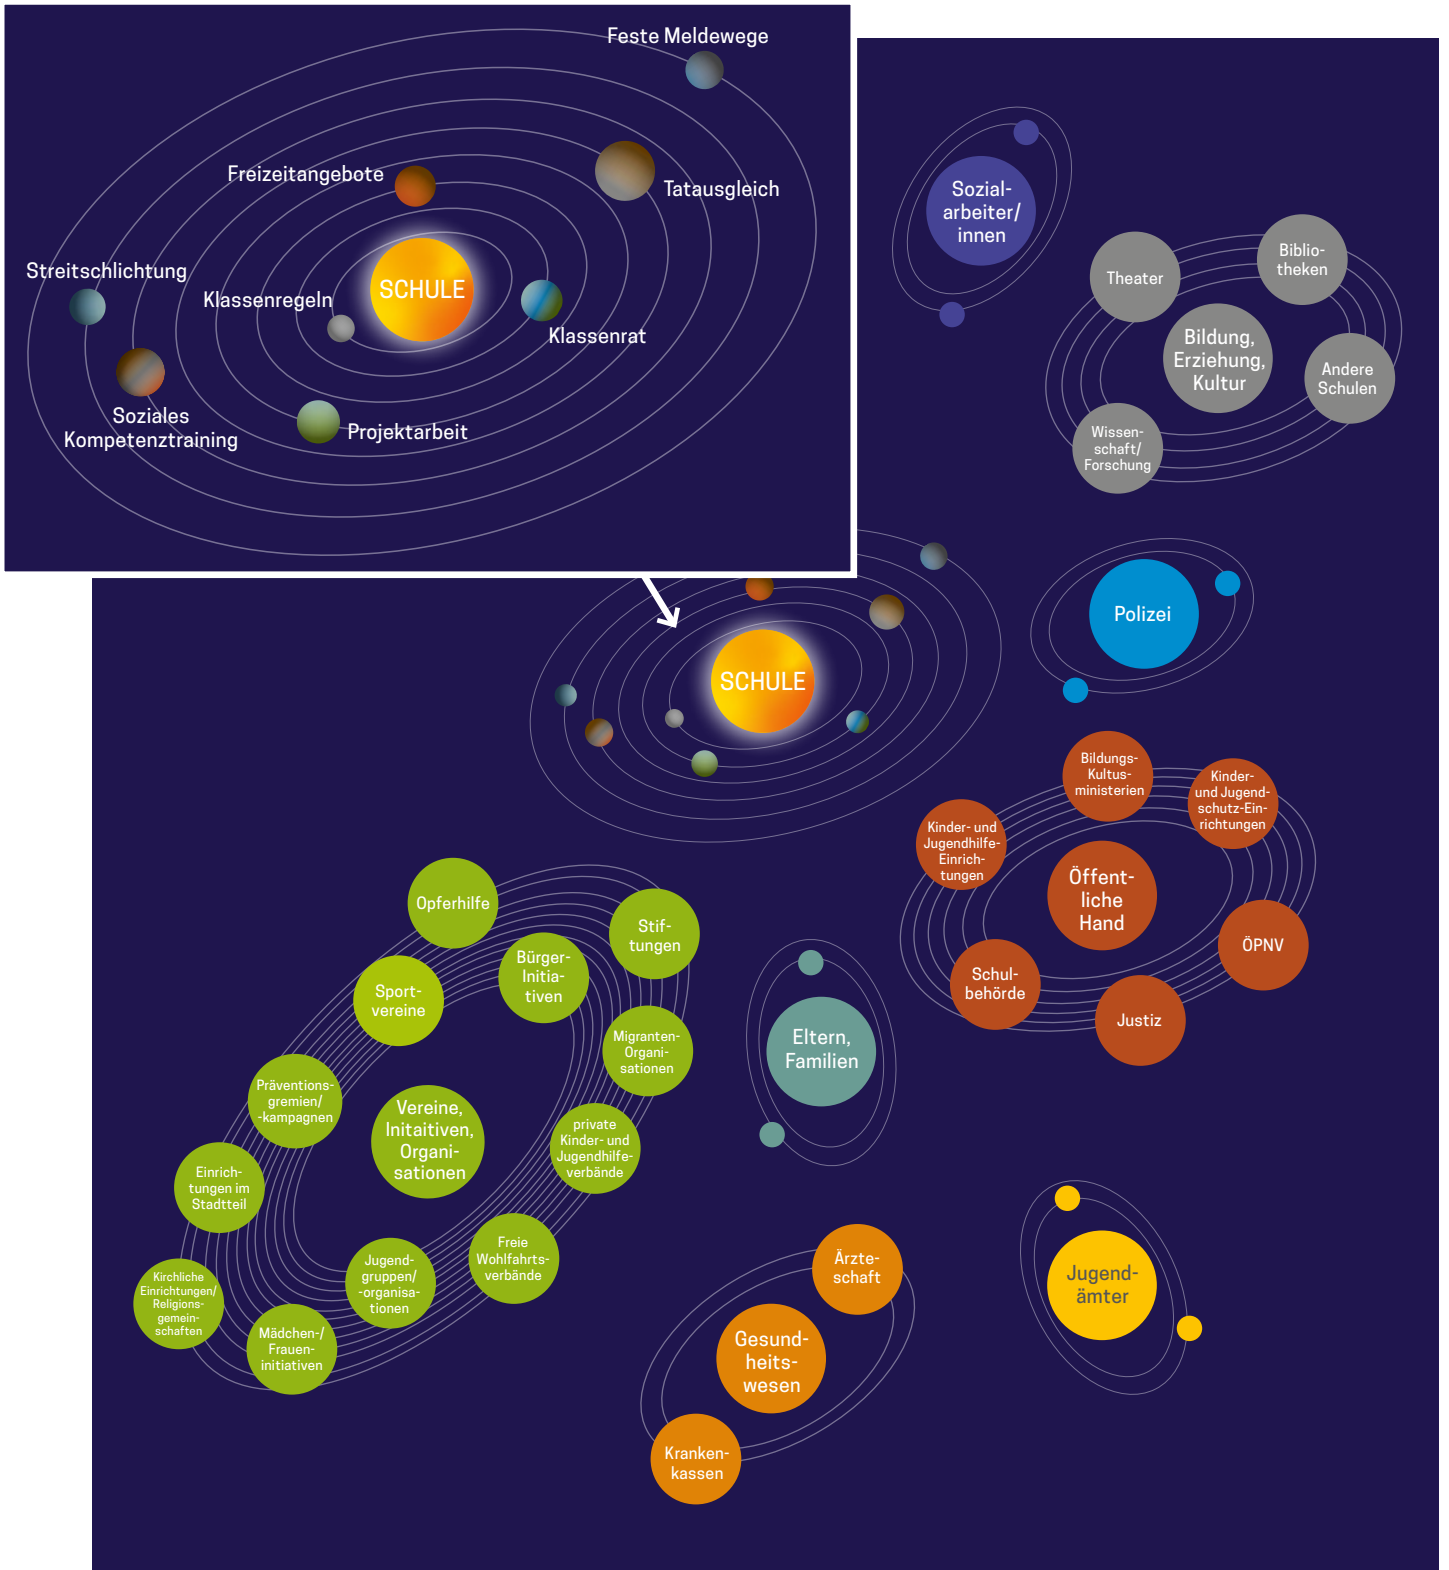 Feste Meldewege
Freizeitangebote
Tatausgleich
Streitschlichtung
SCHULE
Klassenregeln
Klassenrat
Soziales
Kompetenztraining
Projektarbeit
Sozial-
arbeiter/
innen
Theater
Biblio-
theken
Bildung,
Erziehung,
Kultur
Andere
Schulen
Wissen-
schaft/
Forschung
Polizei
SCHULE
Bildungs-
Kultus-
ministerien
Kinder-
und Jugend-
schutz-Ein-
richtungen
Kinder- und
Jugendhilfe-
Einrich-
tungen
Öffent-
liche
Hand
ÖPNV
Schul-
behörde
Justiz
Opferhilfe
Stif-
tungen
Bürger-
Initia-
tiven
Sport-
vereine
Migranten-
Organi-
sationen
Präventions-
gremien/
-kampagnen
Vereine,
Initaitiven,
Organi-
sationen
private
Kinder- und
Jugendhilfe-
verbände
Einrich-
tungen im
Stadtteil
Freie
Wohlfahrts-
verbände
Jugend-
gruppen/
-organisa-
tionen
Kirchliche
Einrichtungen/
Religions-
gemein-
schaften
Mädchen-/
Frauen-
initiativen
Eltern,
Familien
Ärzte-
schaft
Gesund-
heits-
wesen
Kranken-
kassen
Jugend-
ämter